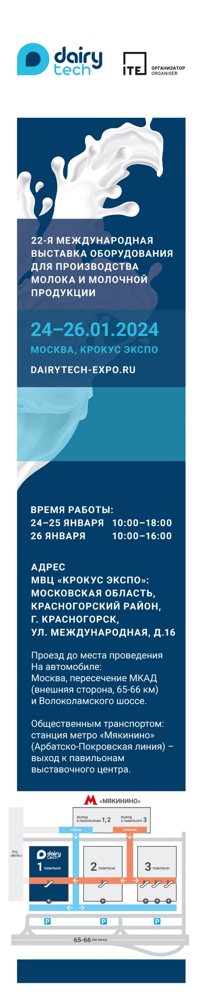 dairy
tech
ITE
ОРГАНИЗАТОР
ORGANISER
22-Я МЕЖДУНАРОДНАЯ
ВЫСТАВКА ОБОРУДОВАНИЯ
ДЛЯ ПРОИЗВОДСТВА
МОЛОКА И МОЛОЧНОЙ
ПРОДУКЦИИ
24–26.01.2024
МОСКВА, КРОКУС ЭКСПО
DAIRYTECH-EXPO.RU
ВРЕМЯ РАБОТЫ:
24–25 ЯНВАРЯ 10:00–18:00
26 ЯНВАРЯ 10:00–16:00
АДРЕС
МВЦ «КРОКУС ЭКСПО»:
МОСКОВСКАЯ ОБЛАСТЬ,
КРАСНОГОРСКИЙ РАЙОН,
Г. КРАСНОГОРСК,
УЛ. МЕЖДУНАРОДНАЯ, Д.16
Проезд до места проведения
На автомобиле:
Москва, пересечение МКАД
(внешняя сторона, 65-66 км)
и Волоколамского шоссе.
Общественным транспортом:
станция метро «Мякинино»
(Арбатско-Покровская линия) –
выход к павильонам
выставочного центра.
М «МЯКИНИНО»
ВЫХОД
К ПАВИЛЬОНАМ 1,2
ВЫХОД
К ПАВИЛЬОНУ 3
УЛИЦА
ТОННЕЛЬ
ТРЦ
«ВЕГАС»
dairy
tech
1 ПАВИЛЬОН
2 ПАВИЛЬОН
3 ПАВИЛЬОН
P
P
P
65-66 КМ МКАД